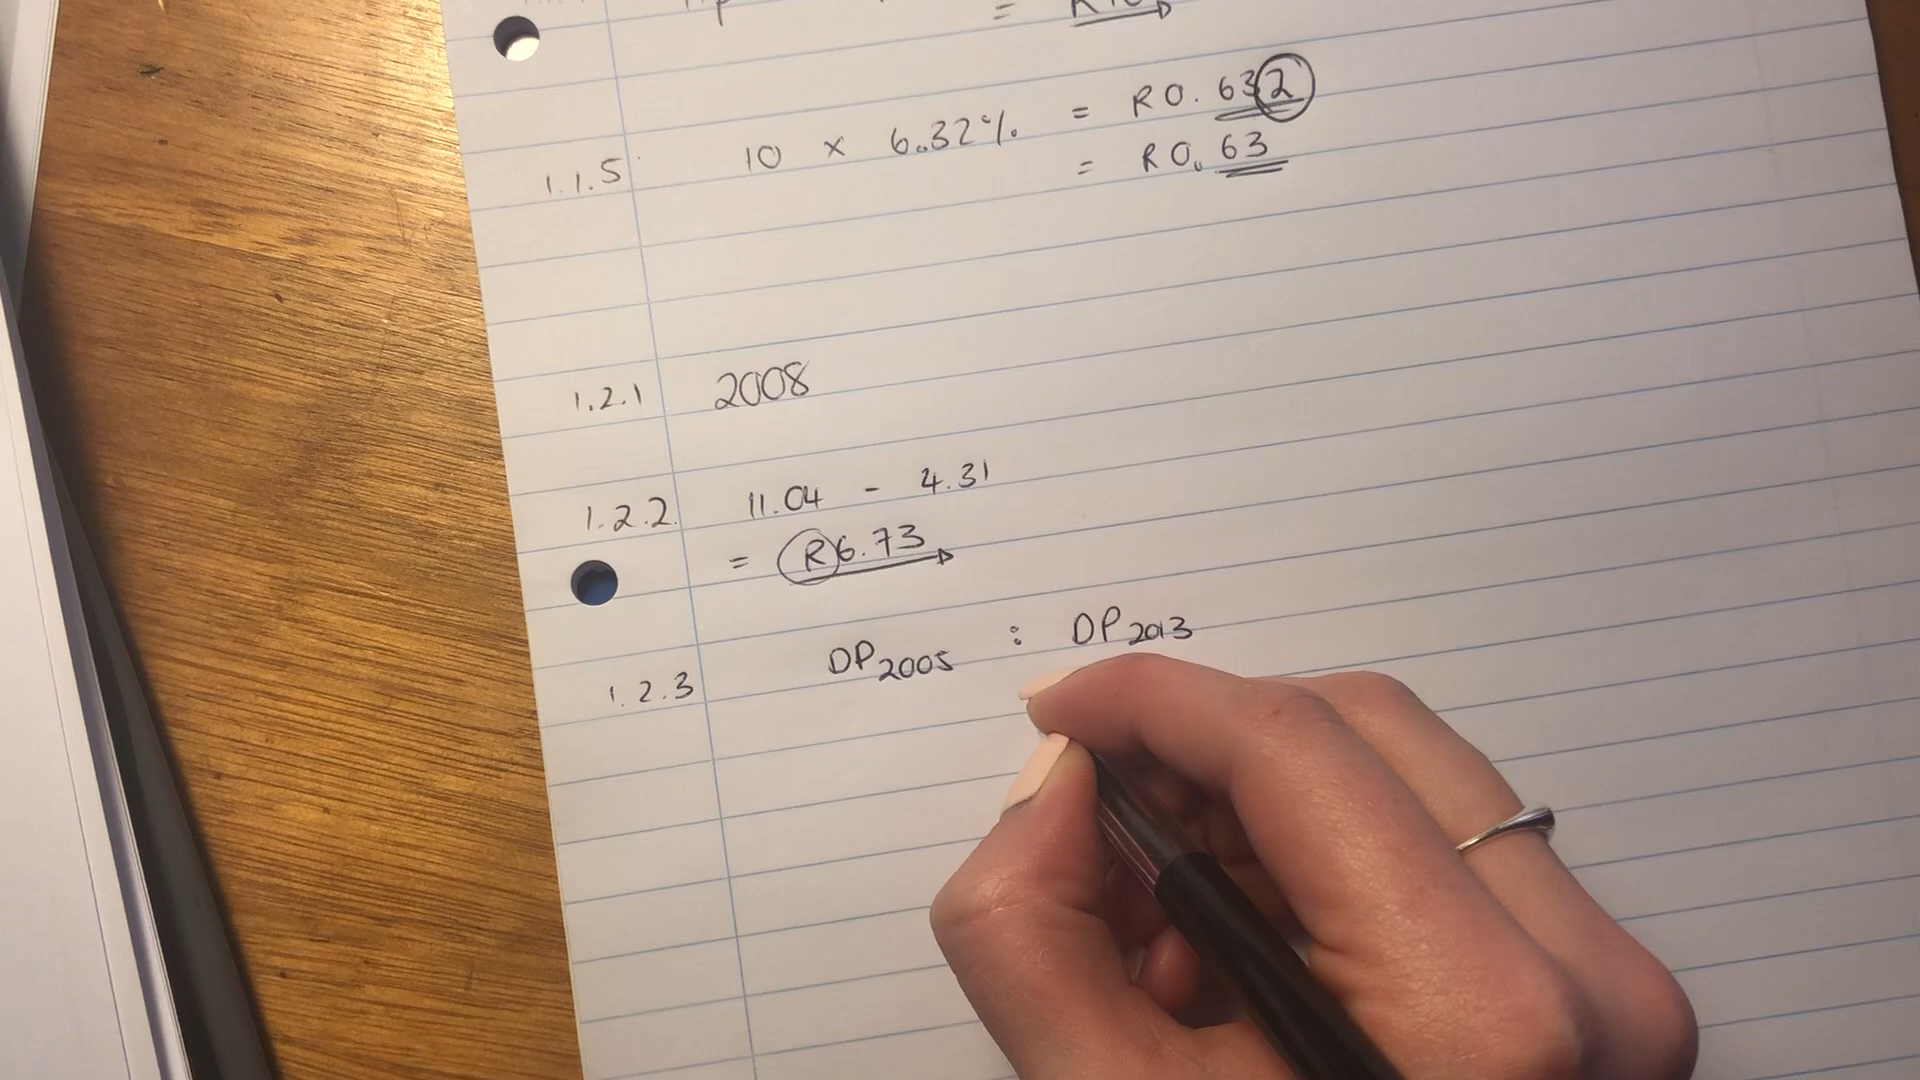 =
1.1.5 10 × 6.32% = R0.632
= R0.63
1.2.1 2008
1.2.2. 11.04 - 4.31
= R6.73
1.2.3 DP2005 : DP2013